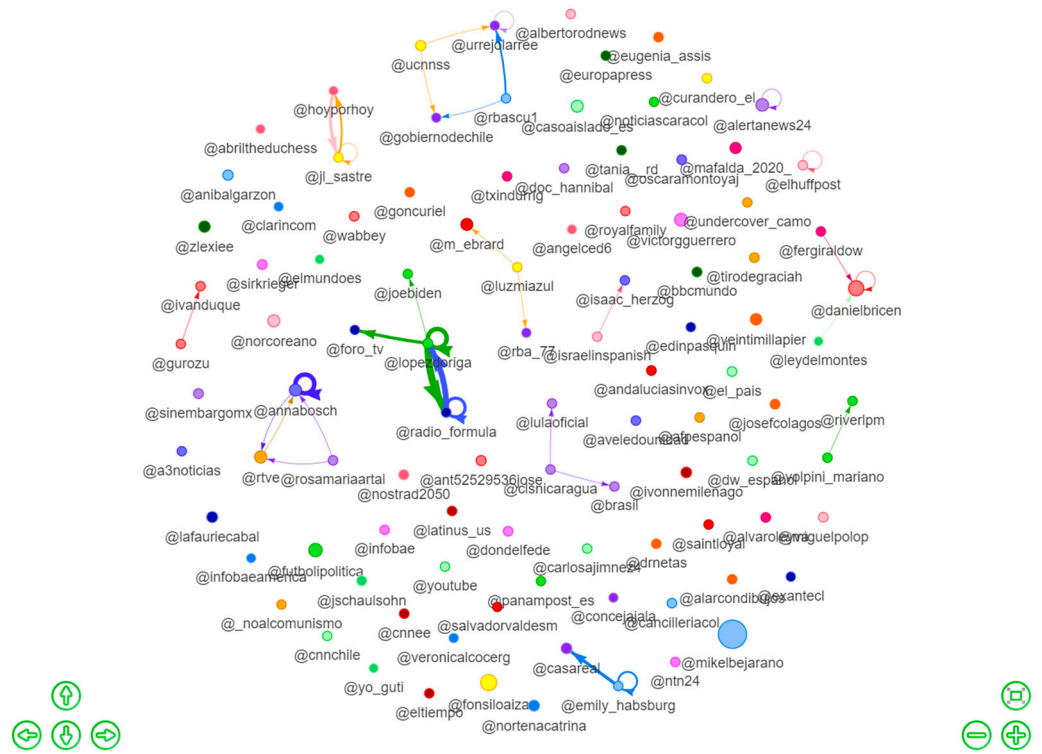 @albertorodnews
@urrejolarree
@eugenia_assis
@ucnnss
@europapress
@curandero_el
@hoyporhoy
@rbascu1
@noticiascaracol
@alertanews24
@casoaislado_es
@gobiernodechile
@abriltheduchess
@tania__rd
@mafalda_2020_
@jl_sastre
@oscaramontoyaj
@elhuffpost
@doc_hannibal
@txindurrig
@anibalgarzon
@goncuriel
@undercover_camo
@clarincom
@royalfamily
@wabbey
@victorgguerrero
@zlexiee
@m_ebrard
@angelced6
@fergiraldow
@tirodegraciah
@elmundoes
@sirkrieger
@luzmiazul
@bbcmundo
@joebiden
@isaac_herzog
@ivanduque
@danielbricen
@norcoreano
@veintimillapier
@foro_tv
@rba_77
@israelinspanish
@edinpasquin
@lopezdoriga
@leydelmontes
@gurozu
@andaluciasinvox
@el_pais
@sinembargomx
@annabosch
@riverlpm
@lulaoficial
@josefcolagos
@radio_formula
@afpespanol
@a3noticias
@rtve
@rosamariaartal
@ant52529536jose
@dw_espanol
@volpini_mariano
@cisnicaragua
@ivonnemilenago
@nostrad2050
@brasil
@latinus_us
@lafauriecabal
@alvaroleyva
@miguelpolop
@saintloyal
@infobae
@dondelfede
@drnetas
@carlosajimnez4
@futbolipolitica
@infobaeamerica
@youtube
@exantecl
@jschaulsohn
@alarcondibujos
@panampost_es
@concejajala
@_noalcomunismo
@cancilleriacol
@salvadorvaldesm
@cnnee
@cnnchile
@veronicalcocerg
@mikelbejarano
@casareal
@ntn24
@yo_guti
@fonsiloaiza
@emily_habsburg
@eltiempo
@nortenacatrina